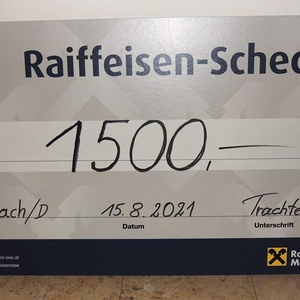 Raiffeisen-Schec
1500,-
ach/D 15.8.2021 Trachte
Datum Unterschrift